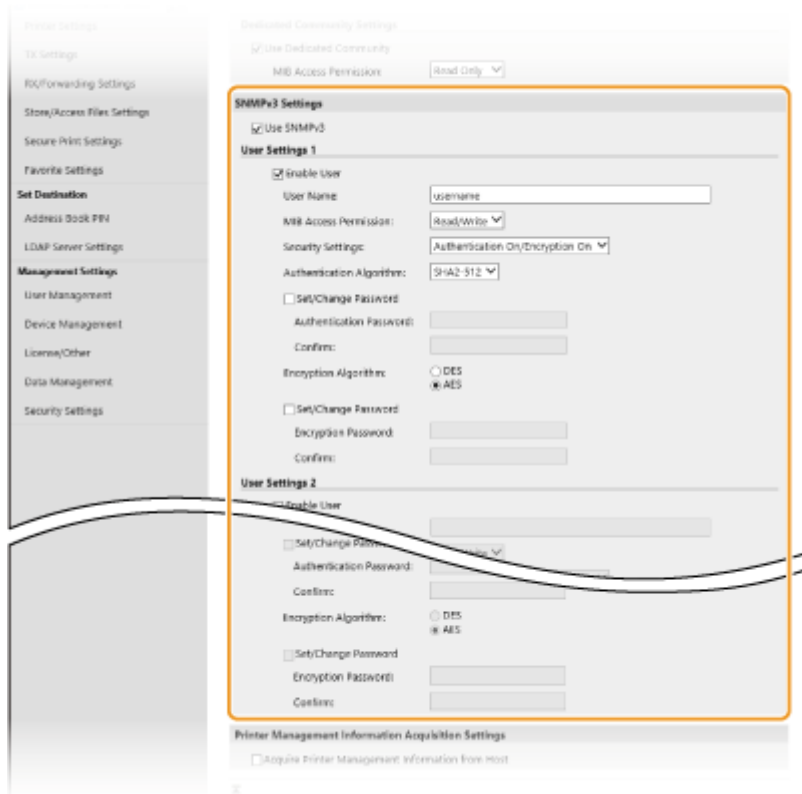 Printer Settings
TX Settings
RX/Forwarding Settings
Store/Access Files Settings
Secure Print Settings
Favorite Settings
Set Destination
Address Book PIN
LDAP Server Settings
Management Settings
User Management
Device Management
License/Other
Data Management
Security Settings
Dedicated Community Settings
Use Dedicated Community
MIB Access Permission: Read Only
SNMPv3 Settings
Use SNMPv3
User Settings 1
Enable User
User Name: username
MIB Access Permission: Read/Write
Security Settings: Authentication On/Encryption On
Authentication Algorithm: SHA2-512
Set/Change Password
Authentication Password:
Confirm:
Encryption Algorithm: DES
AES
Set/Change Password
Encryption Password:
Confirm:
User Settings 2
Enable User
Set/Change Password
Authentication Password:
Confirm:
Encryption Algorithm: DES
AES
Set/Change Password
Encryption Password:
Confirm:
Printer Management Information Acquisition Settings
Acquire Printer Management Information from Host